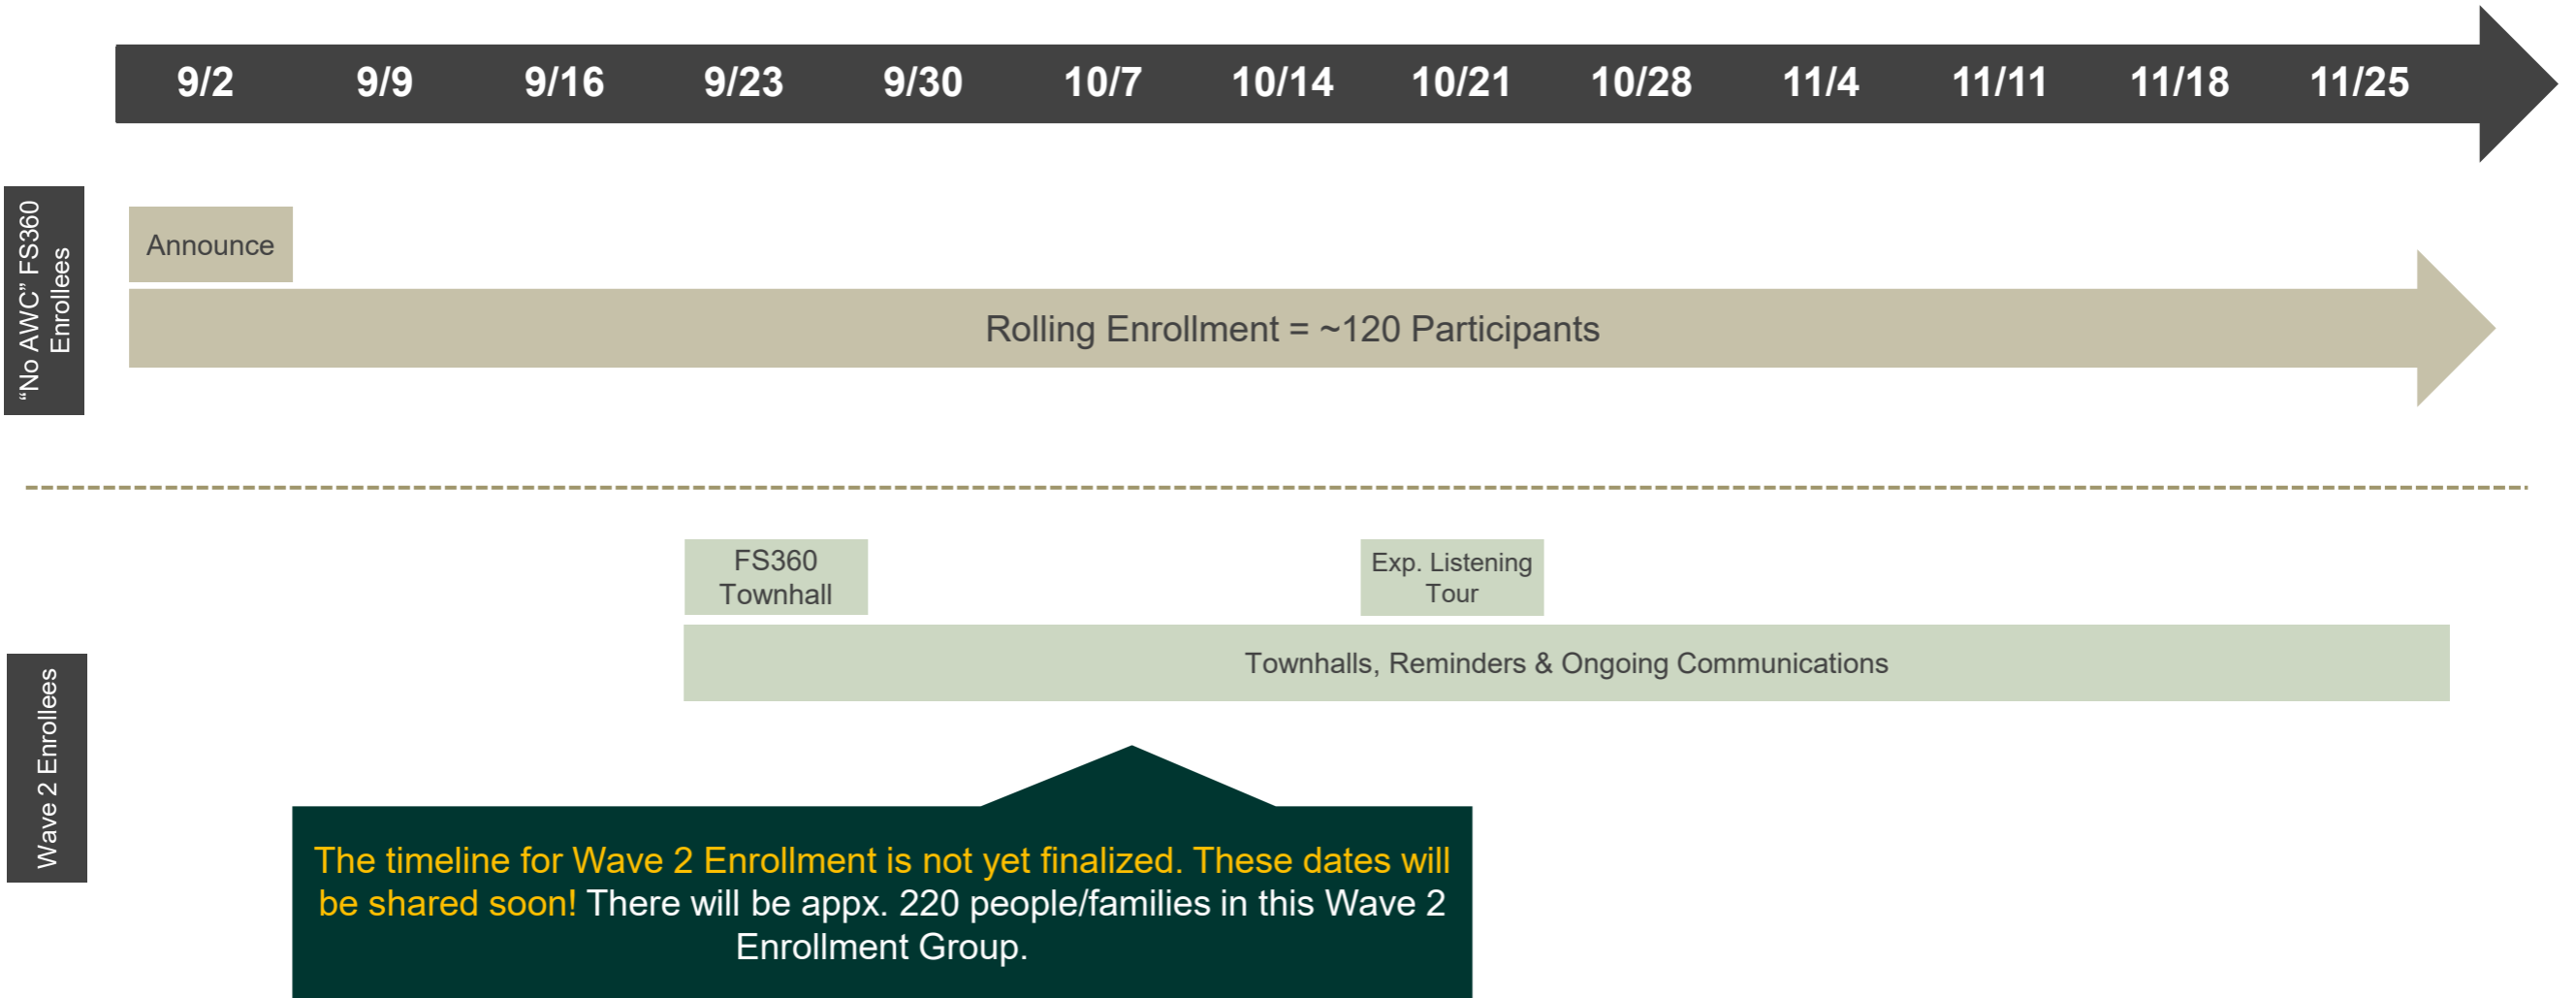 9/2 9/9 9/16 9/23 9/30 10/7 10/14 10/21 10/28 11/4 11/11 11/18 11/25
“No AWC” FS360
Enrollees
Announce
Rolling Enrollment = ~120 Participants
Wave 2 Enrollees
FS360
Townhall
Exp. Listening
Tour
Townhalls, Reminders & Ongoing Communications
The timeline for Wave 2 Enrollment is not yet finalized. These dates will
be shared soon! There will be appx. 220 people/families in this Wave 2
Enrollment Group.